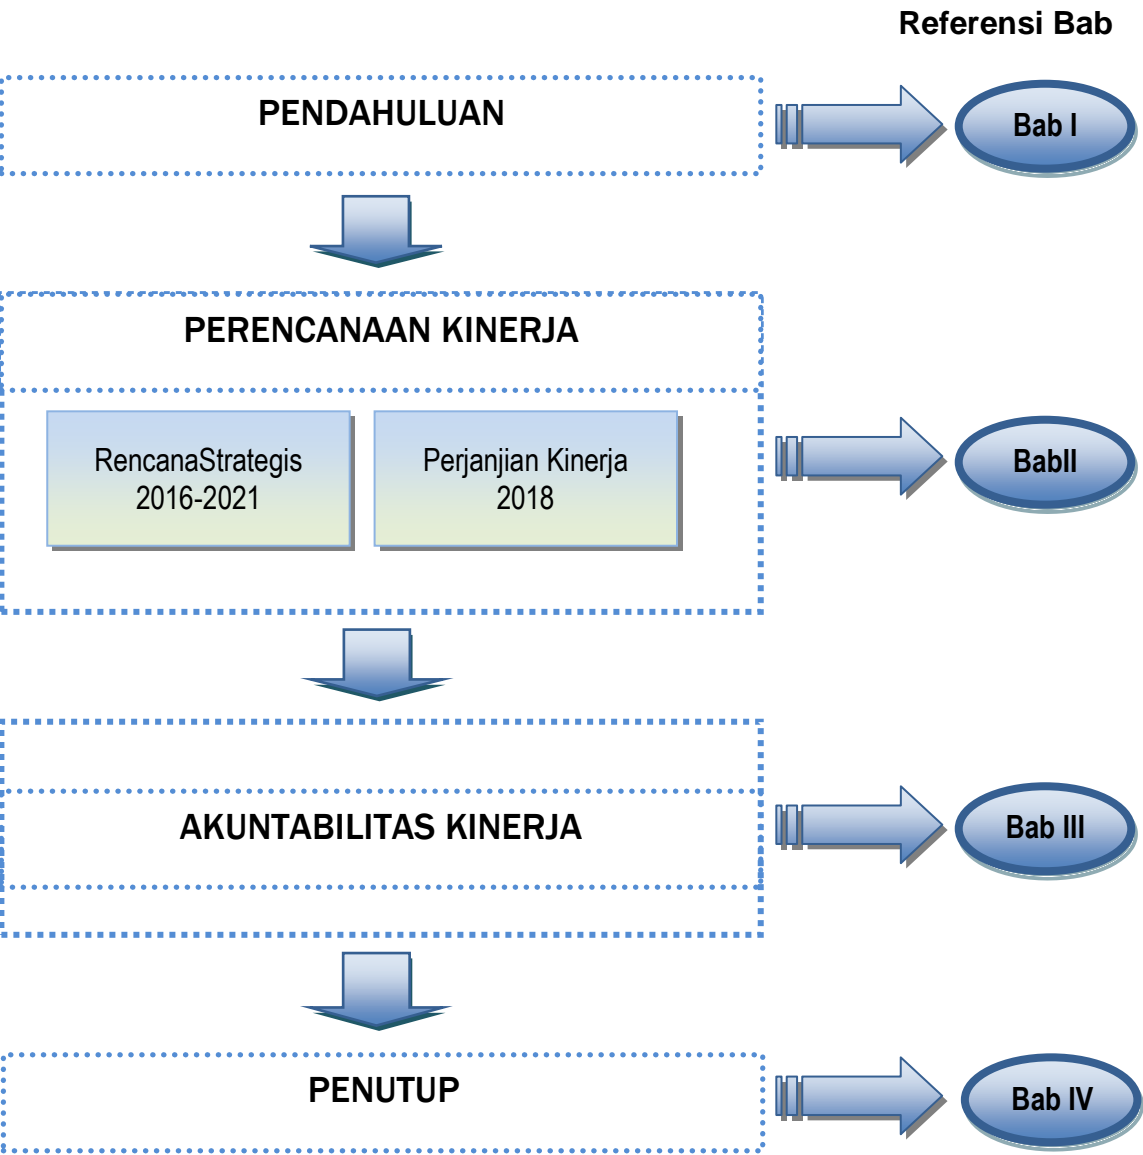 Referensi Bab
PENDAHULUAN
Bab I
PERENCANAAN KINERJA
RencanaStrategis
2016-2021
Perjanjian Kinerja
2018
BabII
AKUNTABILITAS KINERJA
Bab III
PENUTUP
Bab IV